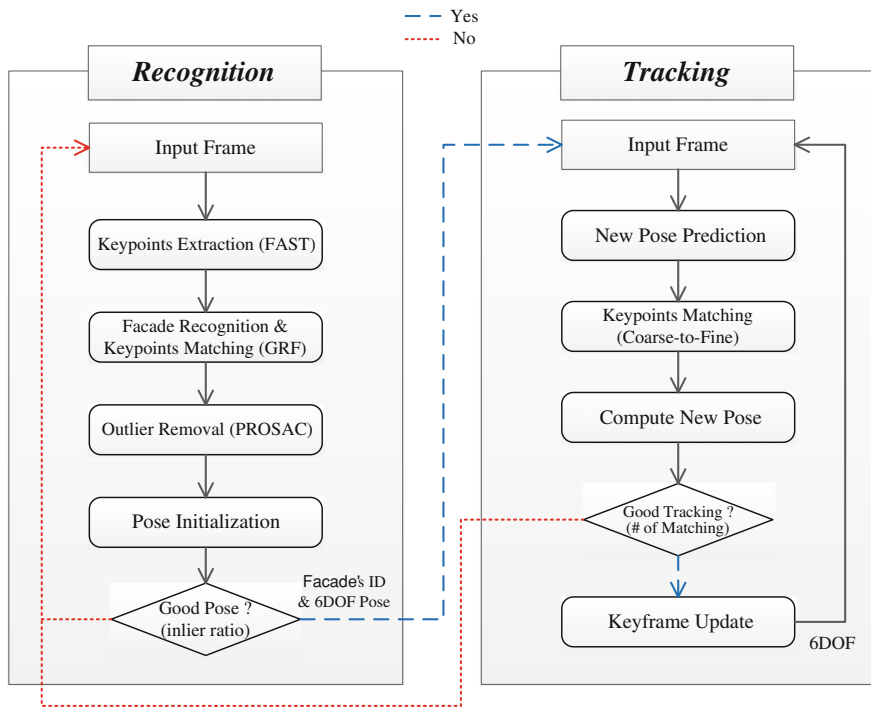 Yes
No
Recognition
Input Frame
Keypoints Extraction (FAST)
Facade Recognition &
Keypoints Matching (GRF)
Outlier Removal (PROSAC)
Pose Initialization
Good Pose ?
(inlier ratio)
Facade's ID
& 6DOF Pose
Tracking
Input Frame
New Pose Prediction
Keypoints Matching
(Coarse-to-Fine)
Compute New Pose
Good Tracking ?
(# of Matching)
Keyframe Update
6DOF